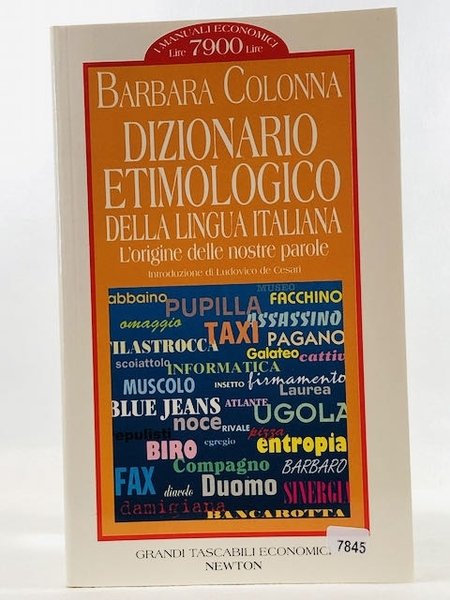 I MANUALI ECONOMICI
Lire 7900 Lire
BARBARA COLONNA
DIZIONARIO
ETIMOLOGICO
DELLA LINGUA ITALIANA
L'origine delle nostre parole
Introduzione di Ludovico de Cesari
MUSEO
abbaino PUPILLA FACCHINO
omaggio TAXI ASSASSINO
FILASTROCCA PAGANO
scoiattolo Galateo cattiv
INFORMATICA
MUSCOLO INSETTO firmamento
Laurea
BLUE JEANS ATLANTE UGOLA
noce RIVALE pizza
repulisti egregio entropia
BIRO
Compagno BARBARO
FAX diavolo Duomo SINERGIA
damigiana
BANCAROTTA
GRANDI TASCABILI ECONOMICI
7845
NEWTON